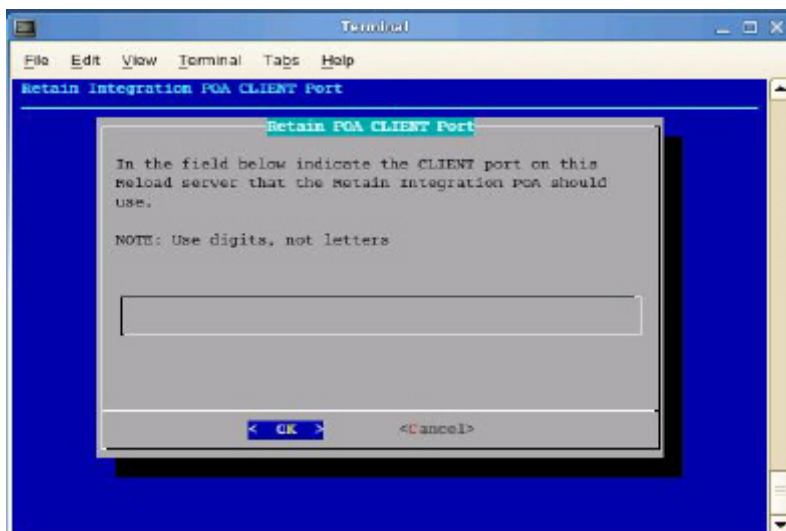 Terminal
File Edit View Terminal Tabs Help
Retain Integration POA CLIENT Port
Retain POA CLIENT Port
In the field below indicate the CLIENT port on this
Reload server that the Retain Integration POA should
use.
NOTE: Use digits, not letters
< OK > <Cancel>